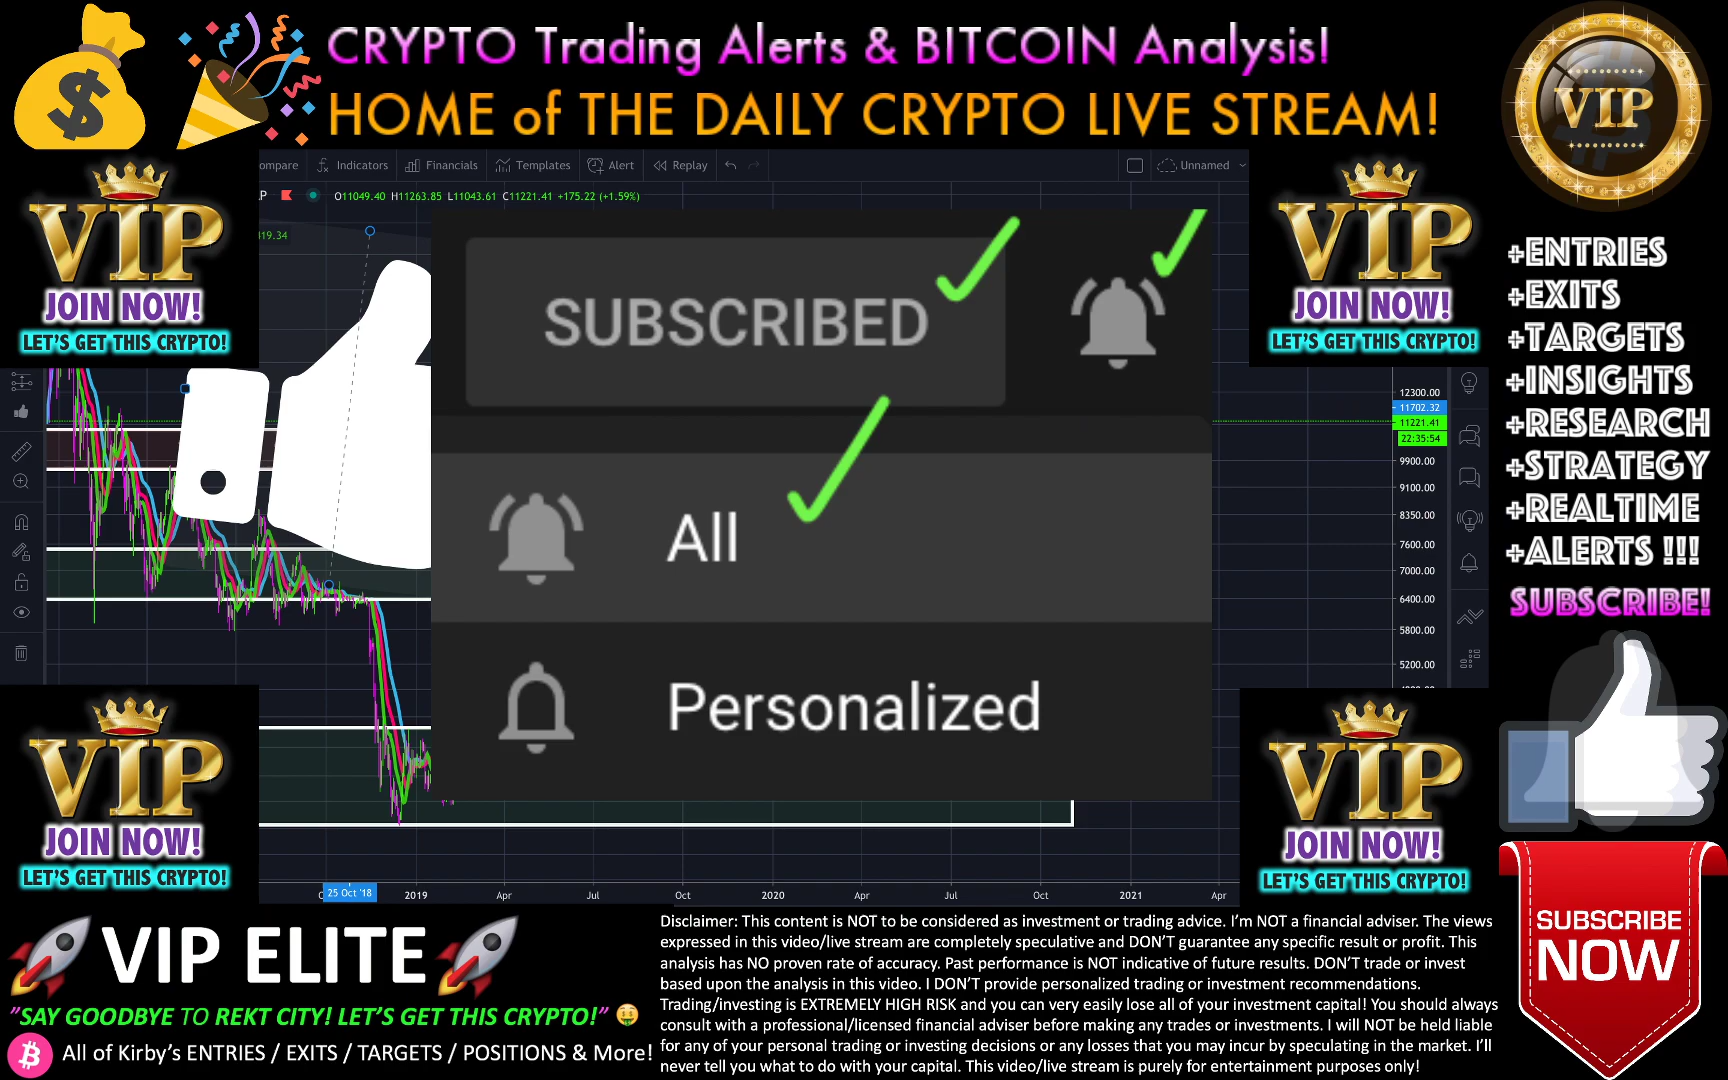 CRYPTO Trading Alerts & BITCOIN Analysis!
HOME of THE DAILY CRYPTO LIVE STREAM!
VIP
ompare Indicators Financials Templates Alert Replay Unnamed
P O11049.40 H11263.85 L11043.61 C11221.41 +175.22 (+1.59%)
VIP
JOIN NOW!
LET'S GET THIS CRYPTO!
VIP
JOIN NOW!
LET'S GET THIS CRYPTO!
SUBSCRIBED
All
Personalized
+ENTRIES
+EXITS
+TARGETS
+INSIGHTS
+RESEARCH
+STRATEGY
+REALTIME
+ALERTS !!!
SUBSCRIBE!
12300.00
11702.32
11221.41
22:35:54
9900.00
9100.00
8350.00
7600.00
7000.00
6400.00
5800.00
5200.00
VIP
JOIN NOW!
LET'S GET THIS CRYPTO!
VIP
JOIN NOW!
LET'S GET THIS CRYPTO!
25 Oct '18 2019 Apr Jul Oct 2020 Apr Jul Oct 2021 Apr
VIP ELITE
"SAY GOODBYE TO REKT CITY! LET'S GET THIS CRYPTO!"
All of Kirby's ENTRIES / EXITS / TARGETS / POSITIONS & More!
Disclaimer: This content is NOT to be considered as investment or trading advice. I'm NOT a financial adviser. The views
expressed in this video/live stream are completely speculative and DON'T guarantee any specific result or profit. This
analysis has NO proven rate of accuracy. Past performance is NOT indicative of future results. DON'T trade or invest
based upon the analysis in this video. I DON'T provide personalized trading or investment recommendations.
Trading/investing is EXTREMELY HIGH RISK and you can very easily lose all of your investment capital! You should always
consult with a professional/licensed financial adviser before making any trades or investments. I will NOT be held liable
for any of your personal trading or investing decisions or any losses that you may incur by speculating in the market. I'll
never tell you what to do with your capital. This video/live stream is purely for entertainment purposes only!
SUBSCRIBE
NOW